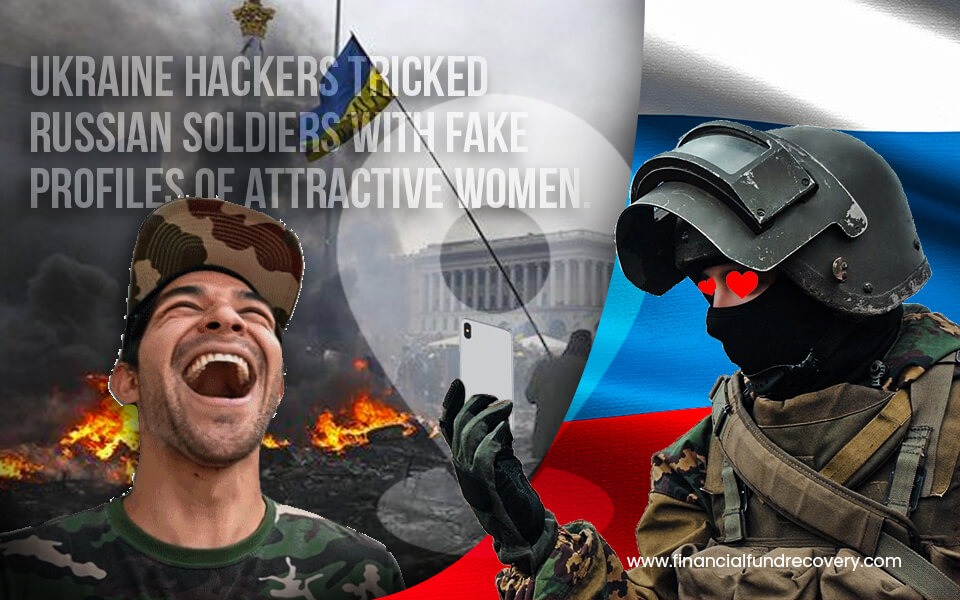 UKRAINE HACKERS TRICKED
RUSSIAN SOLDIERS WITH FAKE
PROFILES OF ATTRACTIVE WOMEN.
www.financialfundrecovery.com